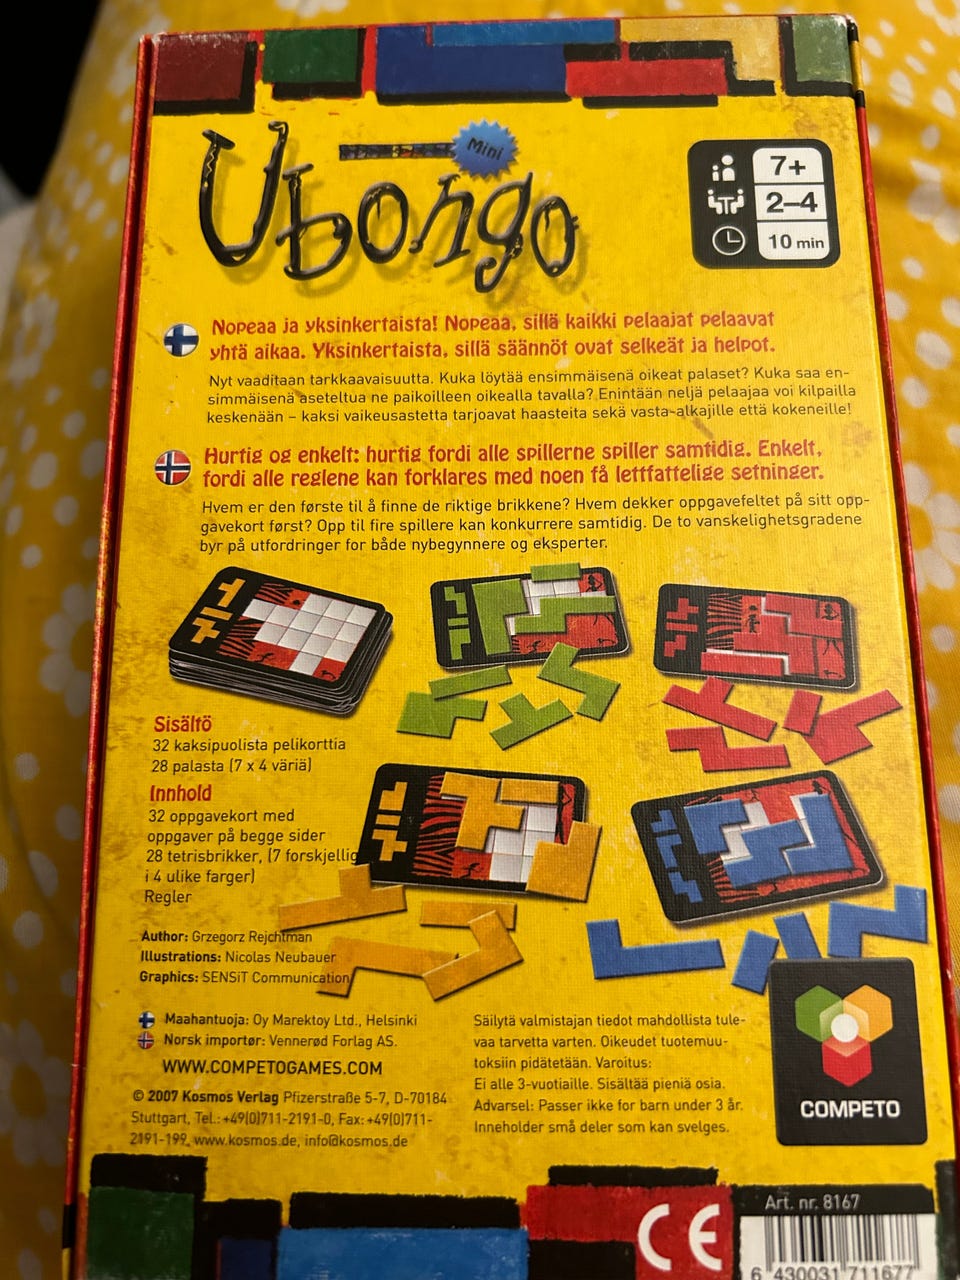 Ubongo
Mini
7+
2–4
10 min
Nopeaa ja yksinkertaista! Nopeaa, sillä kaikki pelaajat pelaavat
yhtä aikaa. Yksinkertaista, sillä säännöt ovat selkeät ja helpot.
Nyt vaaditaan tarkkaavaisuutta. Kuka löytää ensimmäisenä oikeat palaset? Kuka saa en-
simmäisenä aseteltua ne paikoilleen oikealla tavalla? Enintään neljä pelaajaa voi kilpailla
keskenään – kaksi vaikeusastetta tarjoavat haasteita sekä vasta-alkajille että kokeneille!
Hurtig og enkelt: hurtig fordi alle spillerne spiller samtidig. Enkelt,
fordi alle reglene kan forklares med noen få lettfattelige setninger.
Hvem er den første til å finne de riktige brikkene? Hvem dekker oppgavefeltet på sitt opp-
gavekort først? Opp til fire spillere kan konkurrere samtidig. De to vanskelighetsgradene
byr på utfordringer for både nybegynnere og eksperter.
Sisältö
32 kaksipuolista pelikorttia
28 palasta (7 x 4 väriä)
Innhold
32 oppgavekort med
oppgaver på begge sider
28 tetrisbrikker, (7 forskjellig
i 4 ulike farger)
Regler
Author: Grzegorz Rejchtman
Illustrations: Nicolas Neubauer
Graphics: SENSiT Communication
Maahantuoja: Oy Marektoy Ltd., Helsinki
Norsk importør: Vennerød Forlag AS.
WWW.COMPETOGAMES.COM
© 2007 Kosmos Verlag Pfizerstraße 5-7, D-70184
Stuttgart, Tel.: +49(0)711-2191-0, Fax: +49(0)711-
2191-199, www.kosmos.de, info@kosmos.de
Säilytä valmistajan tiedot mahdollista tule-
vaa tarvetta varten. Oikeudet tuotemuu-
toksiin pidätetään. Varoitus:
Ei alle 3-vuotiaille. Sisältää pieniä osia.
Advarsel: Passer ikke for barn under 3 år.
Inneholder små deler som kan svelges.
COMPETO
CE
Art. nr. 8167
6 430031 711677